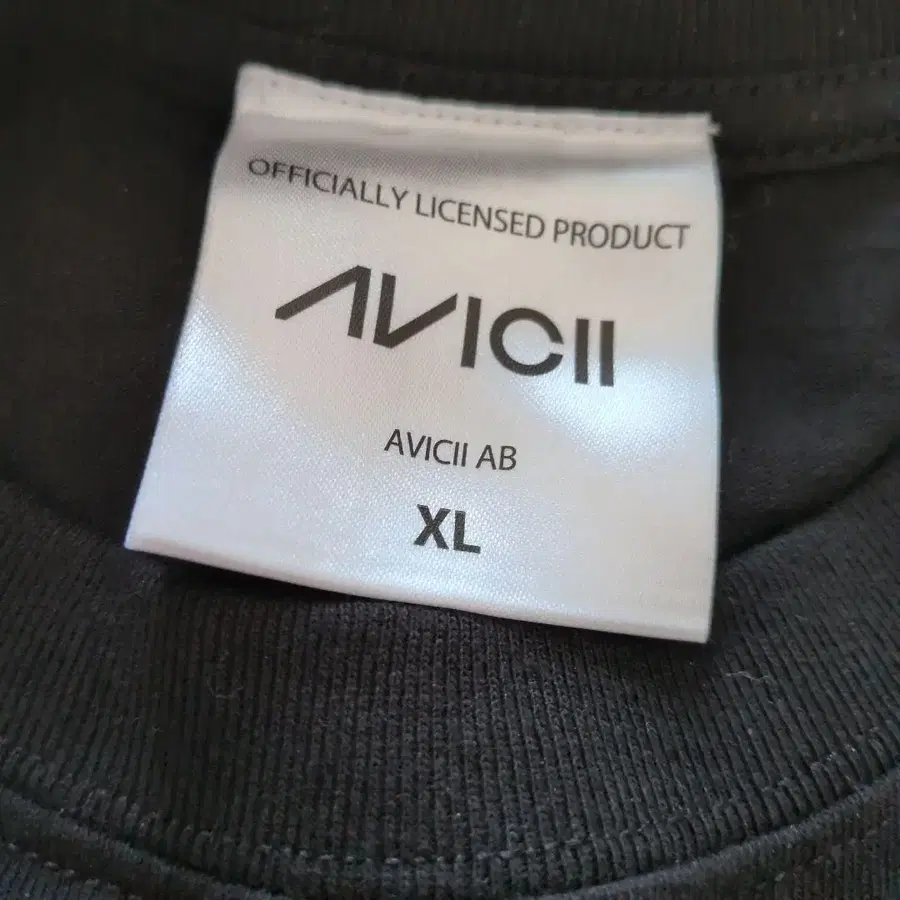 OFFICIALLY LICENSED PRODUCT
AVICII
AVICII AB
XL